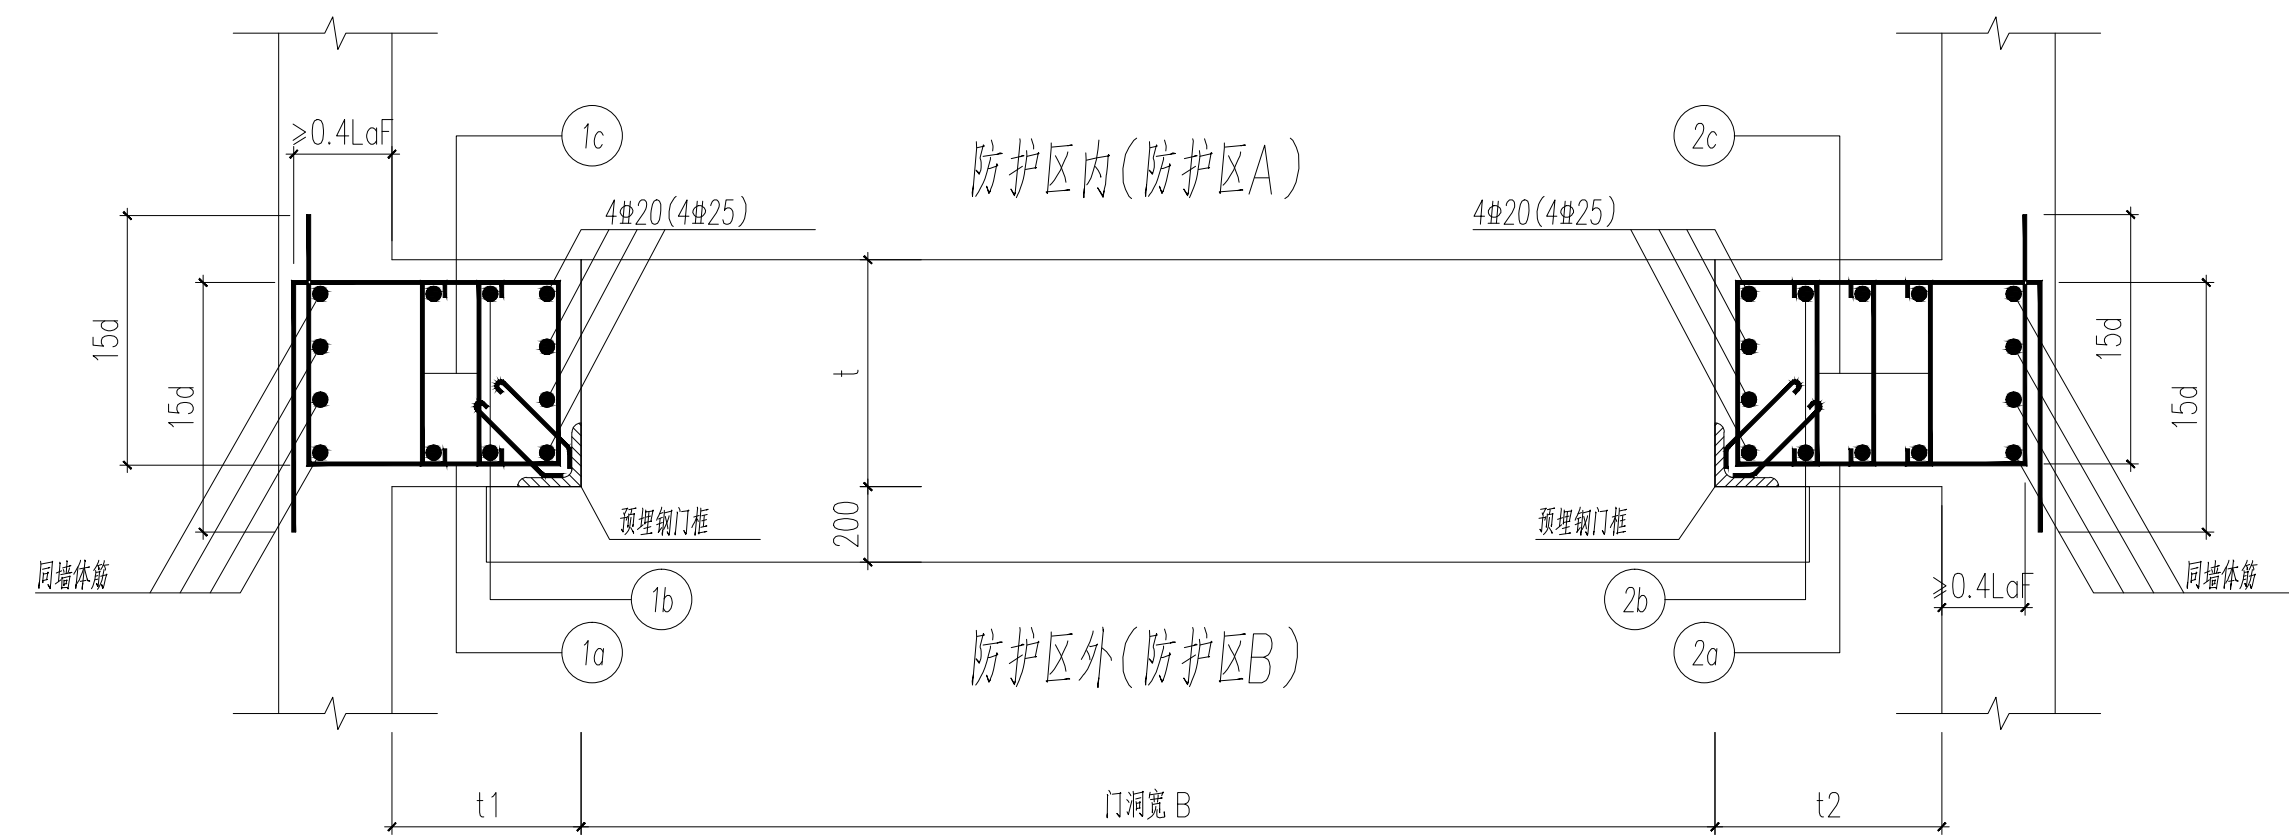 ≥0.4LaF
1c
2c
防护区内(防护区A)
4Φ20(4Φ25)
4Φ20(4Φ25)
15d
15d
t
15d
15d
预埋钢门框
200
预埋钢门框
同墙体筋
1b
2b
≥0.4LaF
同墙体筋
1a
防护区外(防护区B)
2a
t1
门洞宽 B
t2